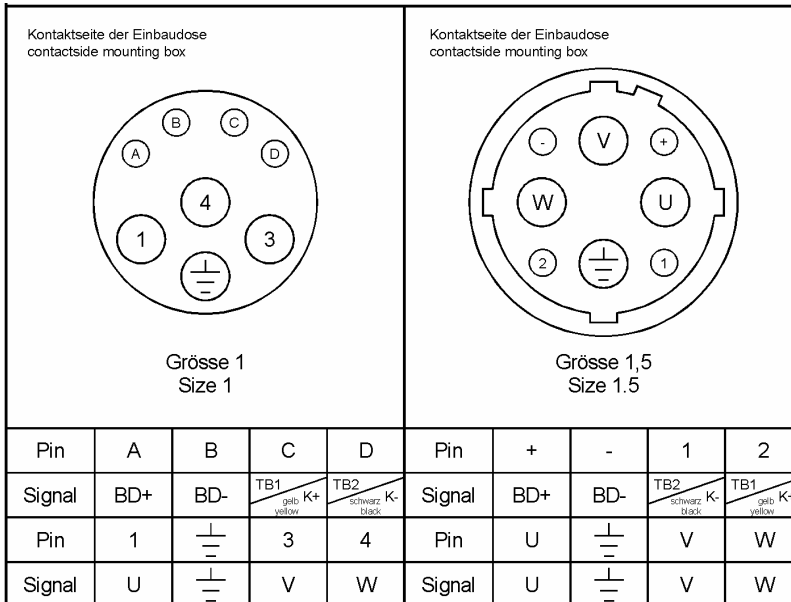 Kontaktseite der Einbaudose
contactside mounting box
B C
A D
4
1 3
Grösse 1
Size 1
Kontaktseite der Einbaudose
contactside mounting box
- V +
W U
2 1
Grösse 1,5
Size 1.5
Pin A B C D Pin + - 1 2
Signal BD+ BD- TB1 gelb yellow K+ TB2 schwarz black K- Signal BD+ BD- TB2 schwarz black K- TB1 gelb yellow K+
Pin 1 ⏚ 3 4 Pin U ⏚ V W
Signal U ⏚ V W Signal U ⏚ V W